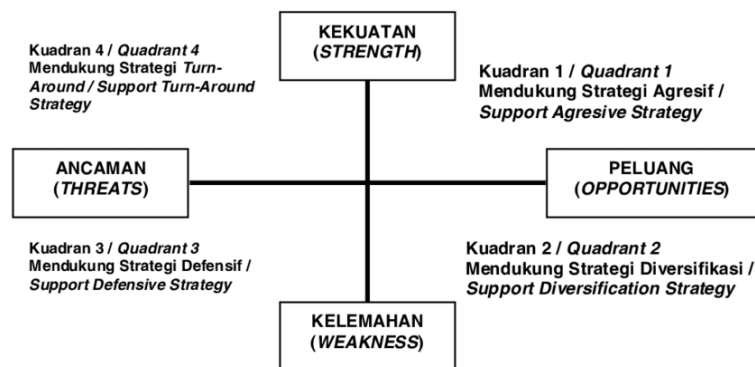 KEKUATAN
(STRENGTH)
Kuadran 4 / Quadrant 4
Mendukung Strategi Turn-
Around / Support Turn-Around
Strategy
Kuadran 1 / Quadrant 1
Mendukung Strategi Agresif /
Support Agresive Strategy
ANCAMAN
(THREATS)
PELUANG
(OPPORTUNITIES)
Kuadran 3 / Quadrant 3
Mendukung Strategi Defensif /
Support Defensive Strategy
Kuadran 2 / Quadrant 2
Mendukung Strategi Diversifikasi /
Support Diversification Strategy
KELEMAHAN
(WEAKNESS)